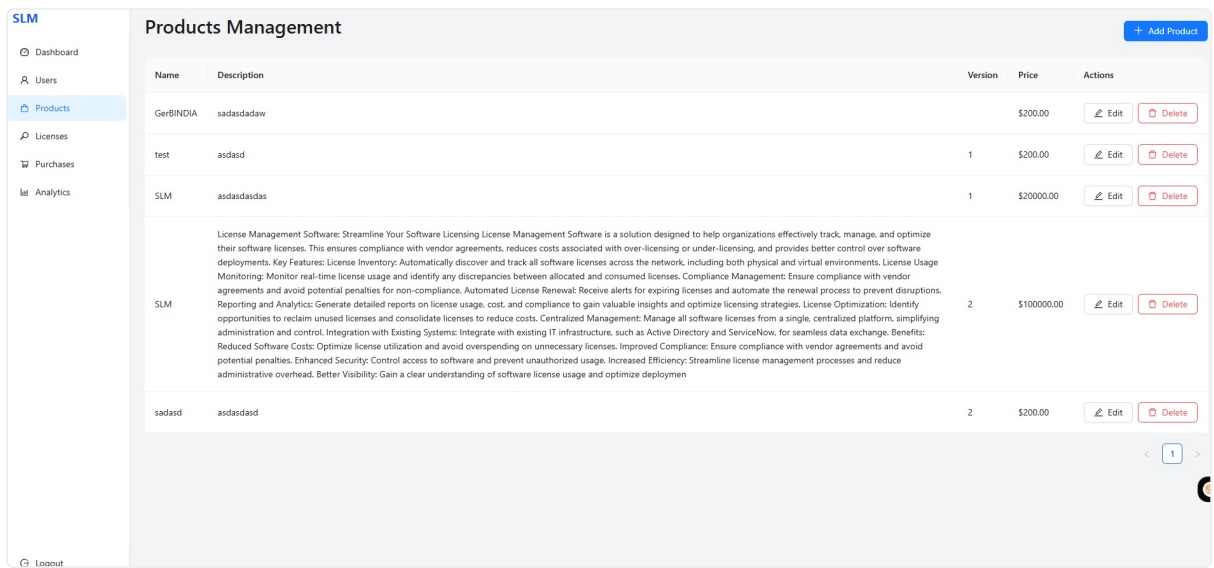 SLM
Products Management
+ Add Product
Dashboard
Users
Products
Licenses
Purchases
Analytics
Name Description Version Price Actions
GerBINDIA sadasdadaw $200.00 Edit Delete
test asdasd 1 $200.00 Edit Delete
SLM asdasdasdas 1 $20000.00 Edit Delete
License Management Software: Streamline Your Software Licensing License Management Software is a solution designed to help organizations effectively track, manage, and optimize
their software licenses. This ensures compliance with vendor agreements, reduces costs associated with over-licensing or under-licensing, and provides better control over software
deployments. Key Features: License Inventory: Automatically discover and track all software licenses across the network, including both physical and virtual environments. License Usage
Monitoring: Monitor real-time license usage and identify any discrepancies between allocated and consumed licenses. Compliance Management: Ensure compliance with vendor
agreements and avoid potential penalties for non-compliance. Automated License Renewal: Receive alerts for expiring licenses and automate the renewal process to prevent disruptions.
SLM Reporting and Analytics: Generate detailed reports on license usage, cost, and compliance to gain valuable insights and optimize licensing strategies. License Optimization: Identify 2 $100000.00 Edit Delete
opportunities to reclaim unused licenses and consolidate licenses to reduce costs. Centralized Management: Manage all software licenses from a single, centralized platform, simplifying
administration and control. Integration with Existing Systems: Integrate with existing IT infrastructure, such as Active Directory and ServiceNow, for seamless data exchange. Benefits:
Reduced Software Costs: Optimize license utilization and avoid overspending on unnecessary licenses. Improved Compliance: Ensure compliance with vendor agreements and avoid
potential penalties. Enhanced Security: Control access to software and prevent unauthorized usage. Increased Efficiency: Streamline license management processes and reduce
administrative overhead. Better Visibility: Gain a clear understanding of software license usage and optimize deploymen
sadasd asdasdasd 2 $200.00 Edit Delete
< 1 >
Logout